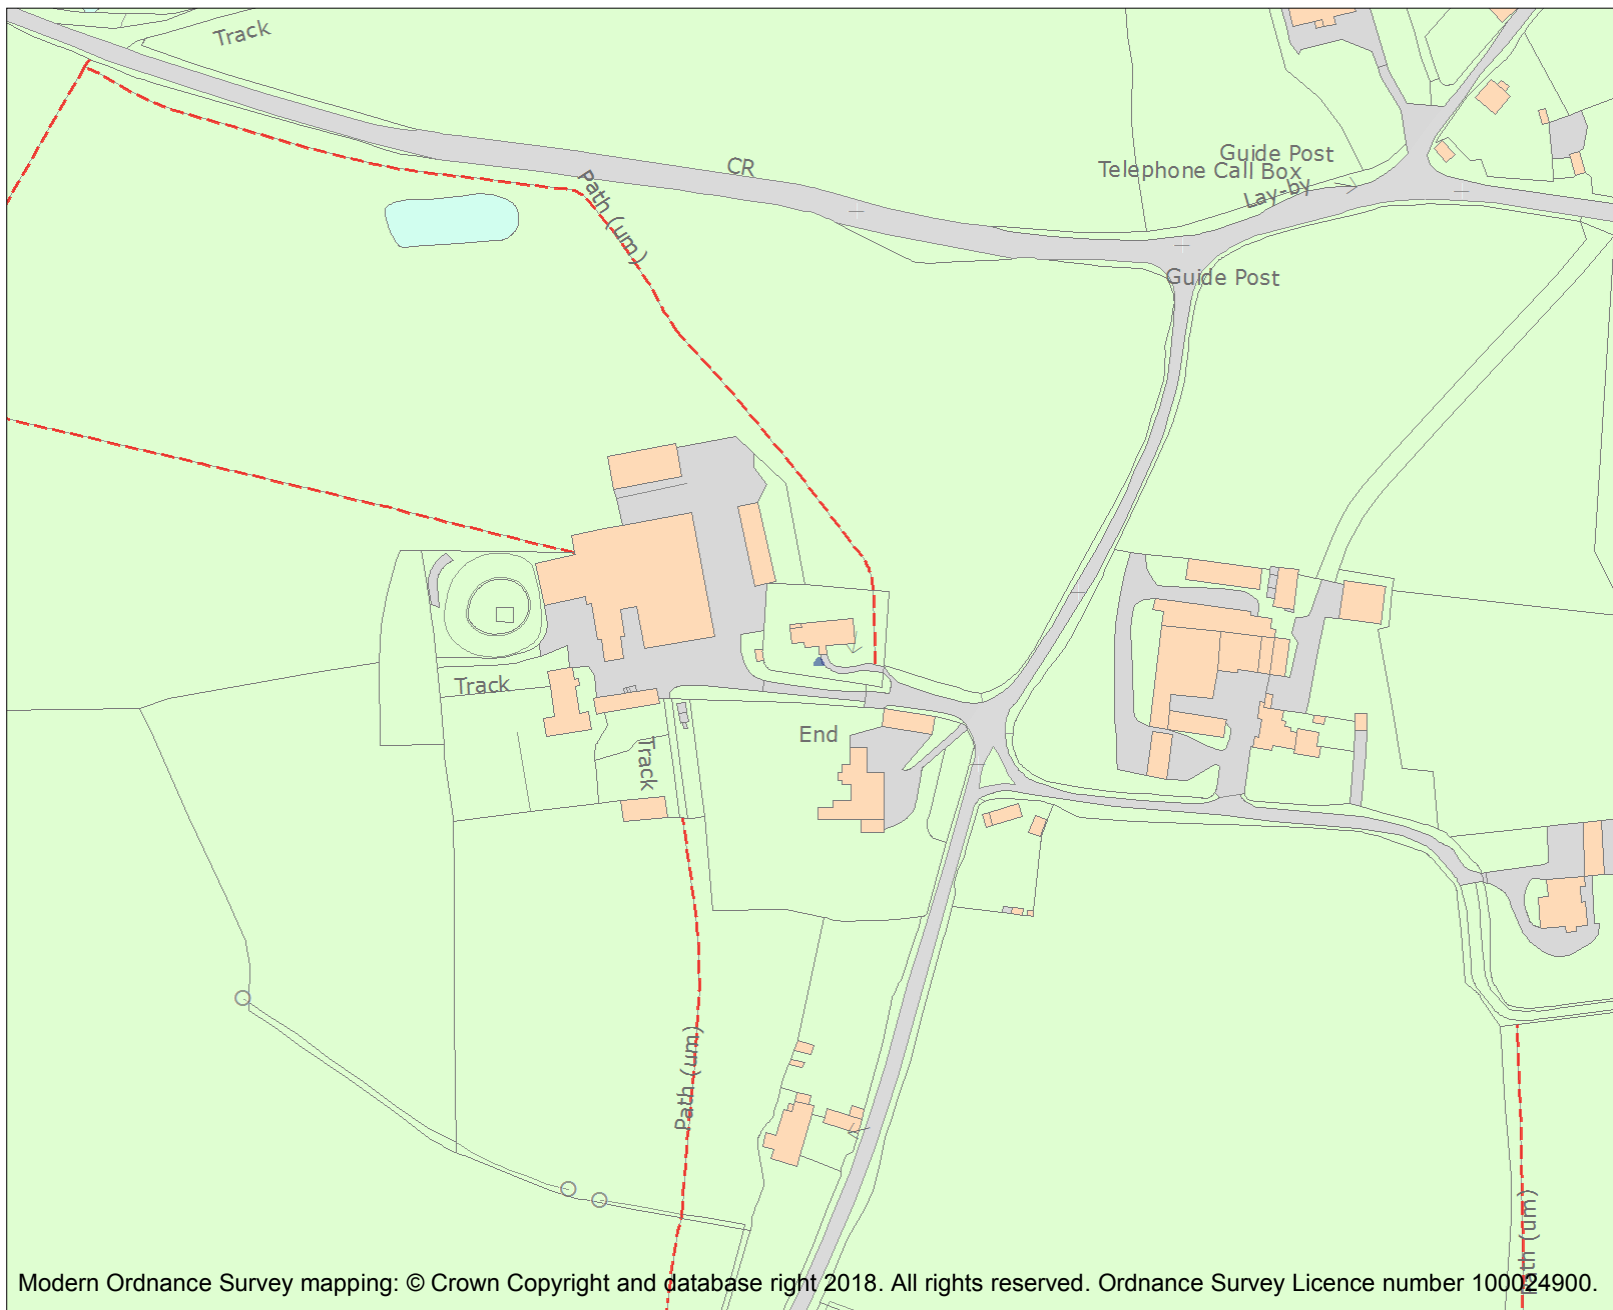 Track
CR
Guide Post
Telephone Call Box
Lay-by
Path (um)
Guide Post
Track
End
Track
Path (um)
Path (um)
Modern Ordnance Survey mapping: © Crown Copyright and database right 2018. All rights reserved. Ordnance Survey Licence number 100024900.